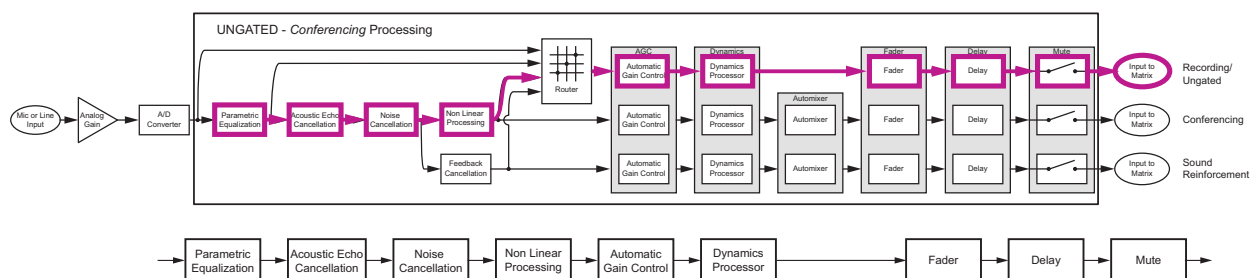 UNGATED - Conferencing Processing
AGC
Dynamics
Fader
Delay
Mute
Router
Automatic
Gain Control
Dynamics
Processor
Fader
Delay
Input to
Matrix
Recording/
Ungated
Mic or Line
Input
Analog
Gain
A/D
Converter
Parametric
Equalization
Acoustic Echo
Cancellation
Noise
Cancellation
Non Linear
Processing
Automatic
Gain Control
Dynamics
Processor
Automixer
Automixer
Fader
Delay
Input to
Matrix
Conferencing
Feedback
Cancellation
Automatic
Gain Control
Dynamics
Processor
Automixer
Fader
Delay
Input to
Matrix
Sound
Reinforcement
Parametric
Equalization
Acoustic Echo
Cancellation
Noise
Cancellation
Non Linear
Processing
Automatic
Gain Control
Dynamics
Processor
Fader
Delay
Mute